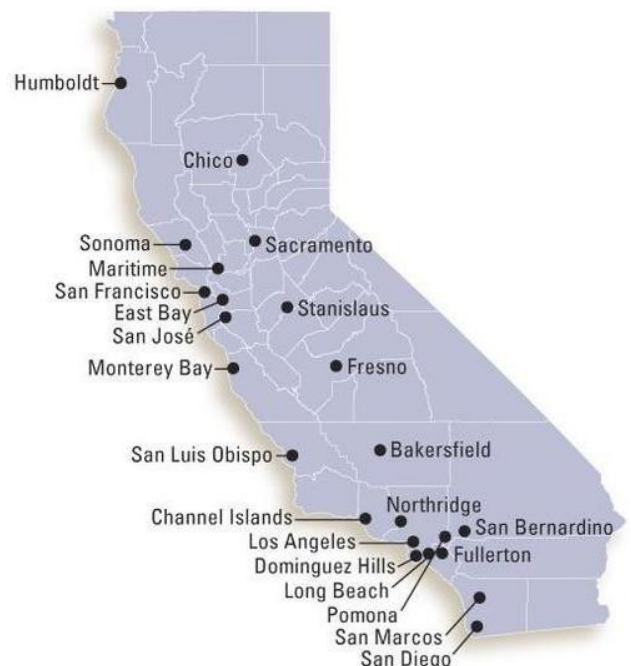 Humboldt
Chico
Sonoma
Sacramento
Maritime
San Francisco
East Bay
Stanislaus
San José
Monterey Bay
Fresno
San Luis Obispo
Bakersfield
Channel Islands
Northridge
San Bernardino
Los Angeles
Dominguez Hills
Fullerton
Long Beach
Pomona
San Marcos
San Diego